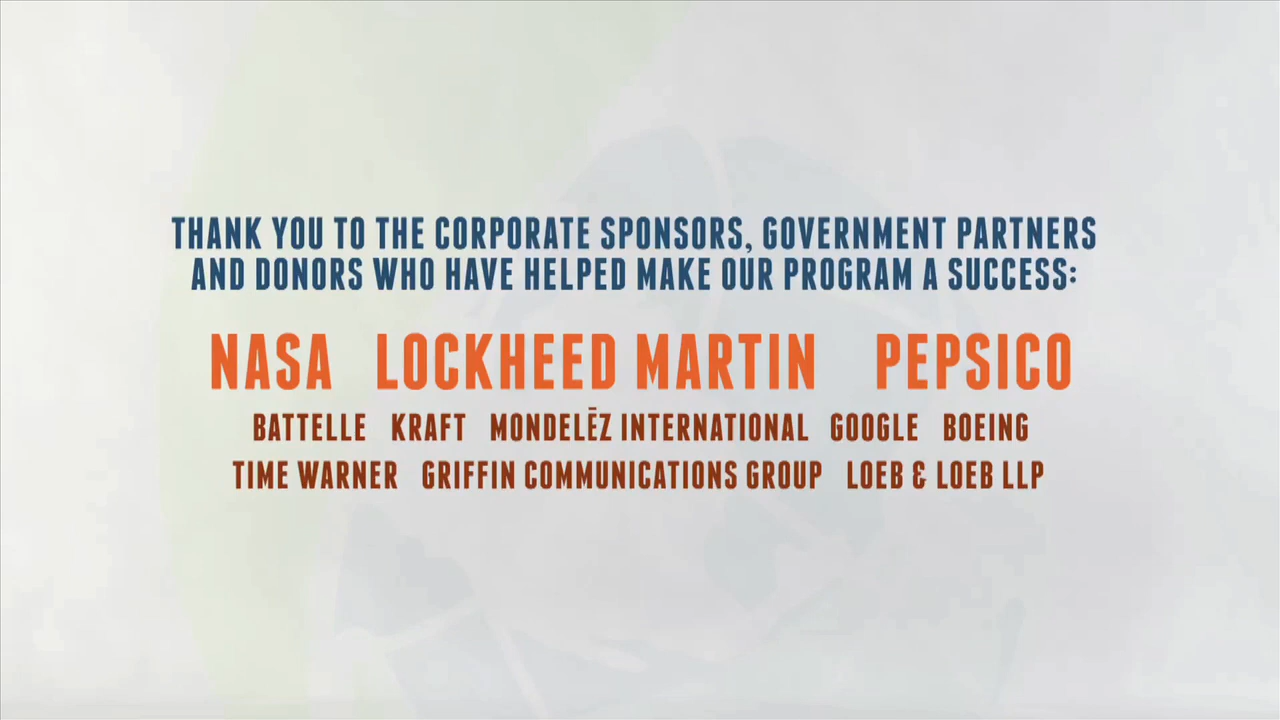 THANK YOU TO THE CORPORATE SPONSORS, GOVERNMENT PARTNERS
AND DONORS WHO HAVE HELPED MAKE OUR PROGRAM A SUCCESS:
NASA LOCKHEED MARTIN PEPSICO
BATTELLE KRAFT MONDELĒZ INTERNATIONAL GOOGLE BOEING
TIME WARNER GRIFFIN COMMUNICATIONS GROUP LOEB & LOEB LLP